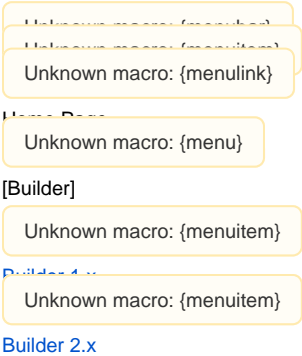 Unknown macro: {menubar}
Unknown macro: {menuitem}
Unknown macro: {menulink}
Home Page
Unknown macro: {menu}
[Builder]
Unknown macro: {menuitem}
Builder 1.x
Unknown macro: {menuitem}
Builder 2.x